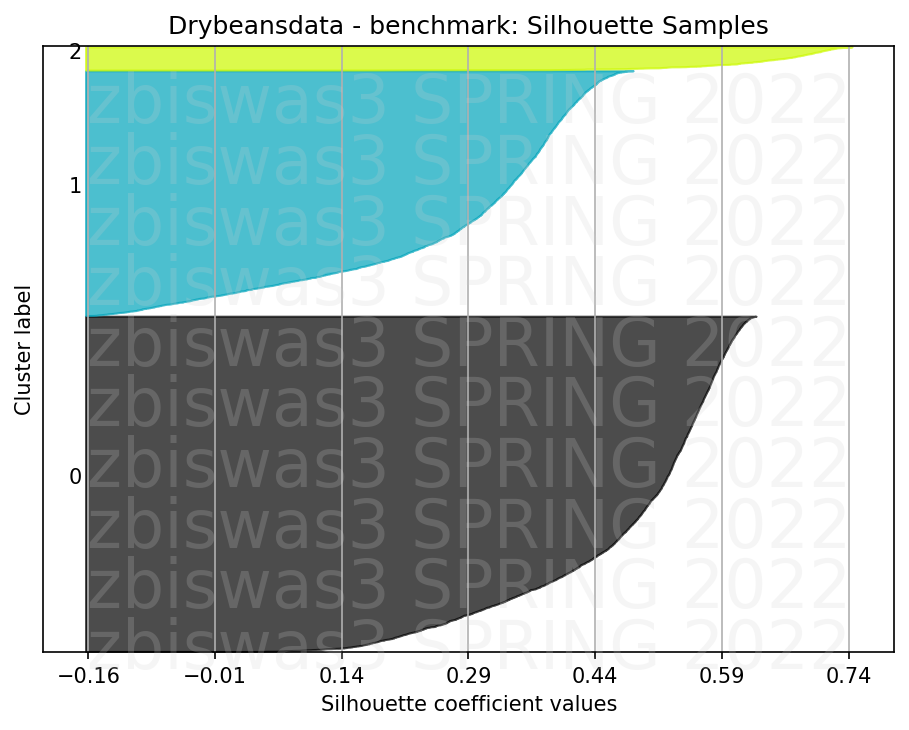 Drybeansdata - benchmark: Silhouette Samples
2
zbiswas3 SPRING 2022
zbiswas3 SPRING 2022
1
zbiswas3 SPRING 2022
zbiswas3 SPRING 2022
Cluster label
zbiswas3 SPRING 2022
zbiswas3 SPRING 2022
zbiswas3 SPRING 2022
0
zbiswas3 SPRING 2022
zbiswas3 SPRING 2022
zbiswas3 SPRING 2022
−0.16 −0.01 0.14 0.29 0.44 0.59 0.74
Silhouette coefficient values